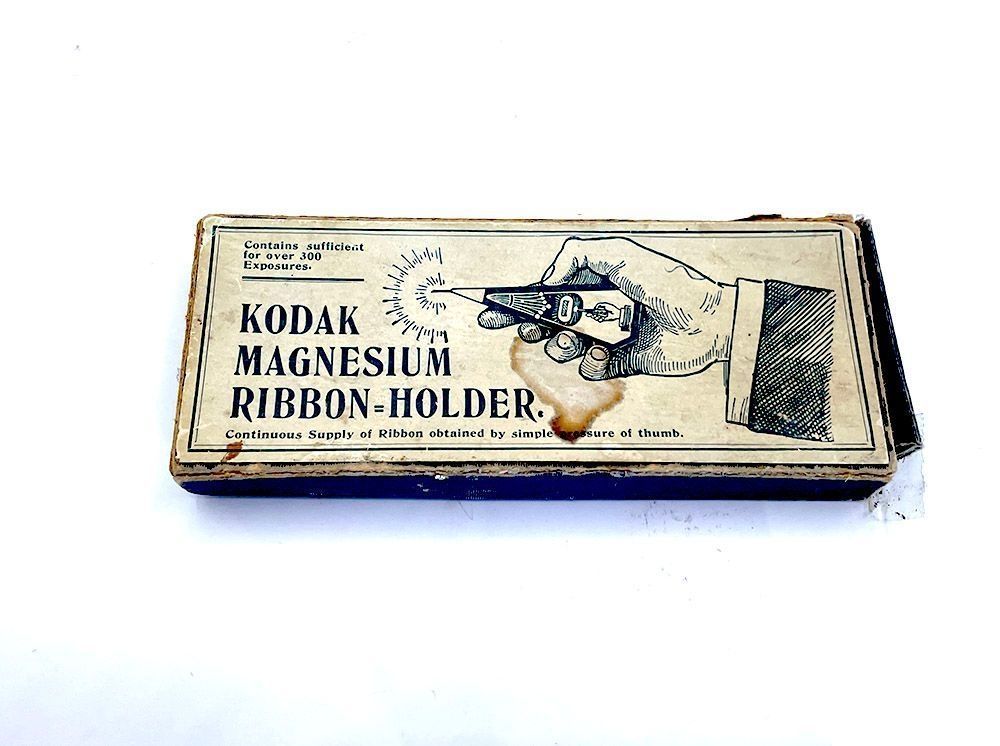 Contains sufficient
for over 300
Exposures.
KODAK
MAGNESIUM
RIBBON=HOLDER.
Continuous Supply of Ribbon obtained by simple pressure of thumb.